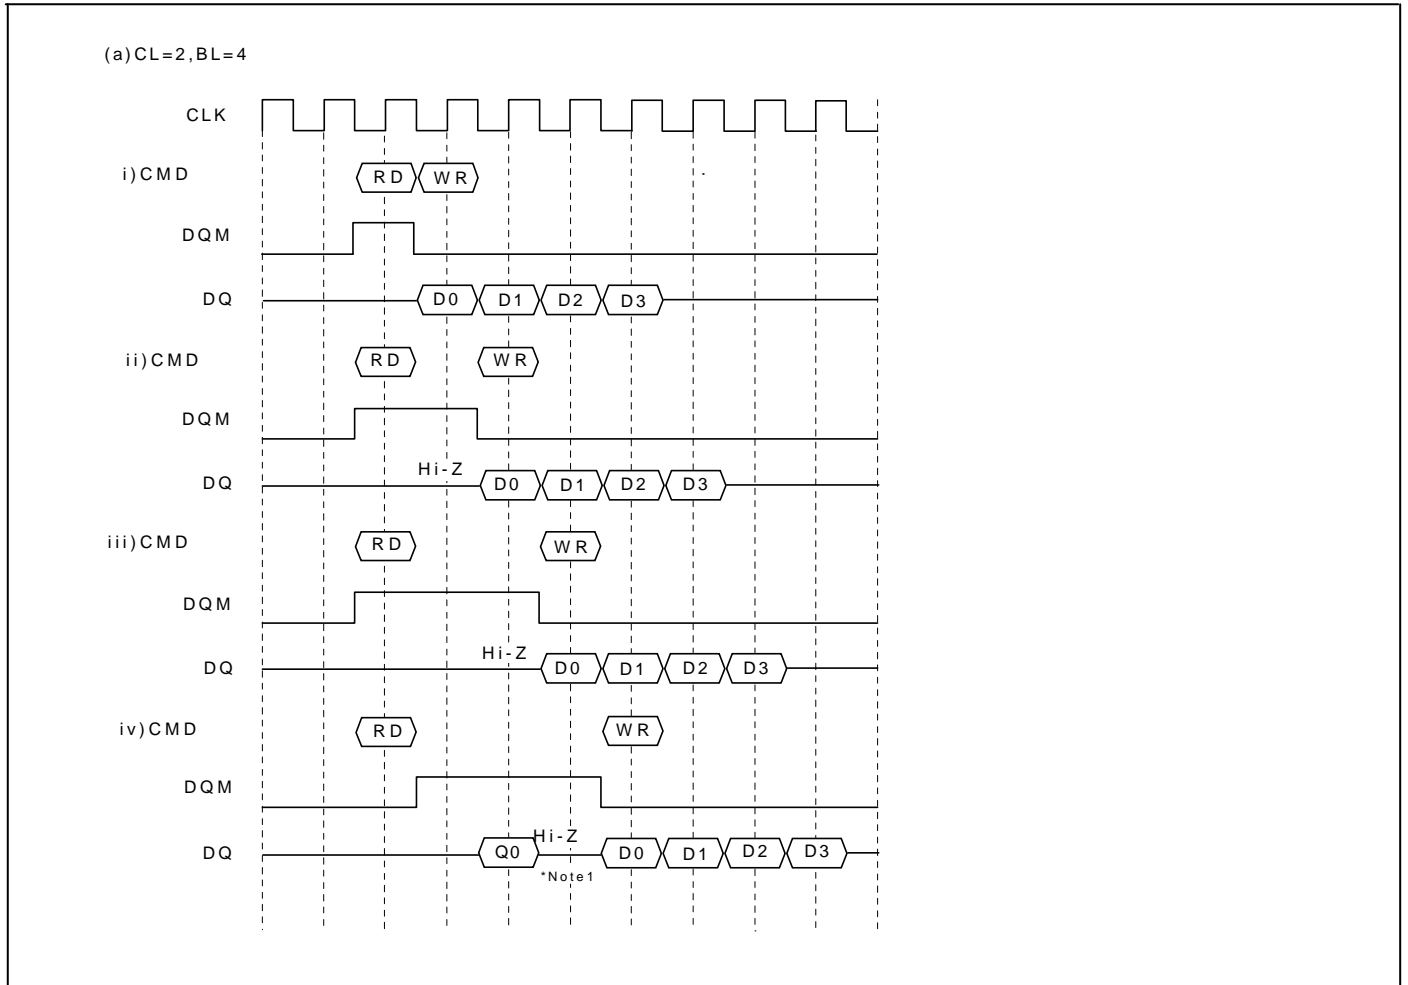 (a)CL=2,BL=4
CLK
i)CMD RD WR
DQM
DQ D0 D1 D2 D3
ii)CMD RD WR
DQM
Hi-Z
DQ D0 D1 D2 D3
iii)CMD RD WR
DQM
Hi-Z
DQ D0 D1 D2 D3
iv)CMD RD WR
DQM
Hi-Z
DQ Q0 D0 D1 D2 D3
*Note1